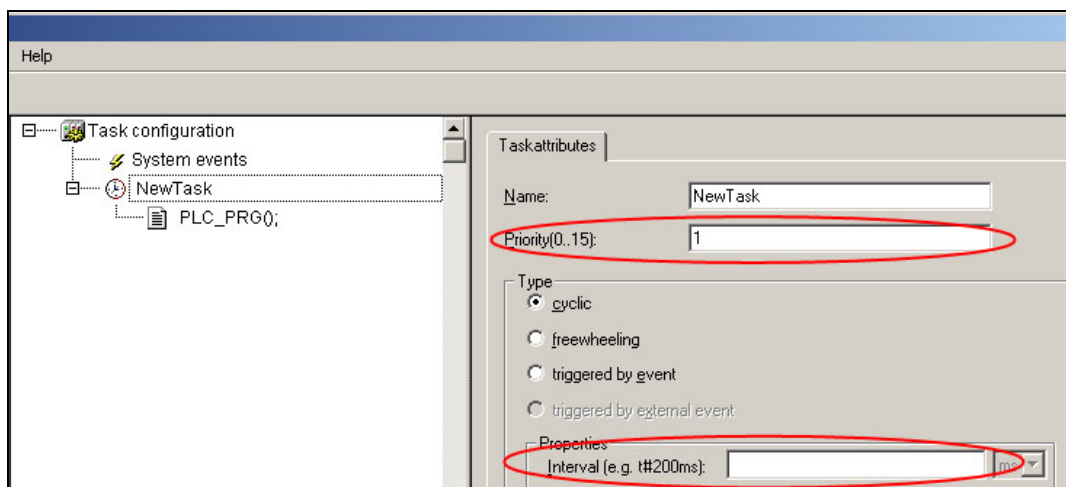 Help
Task configuration
System events
NewTask
PLC_PRG();
Taskattributes
Name: NewTask
Priority(0..15): 1
Type
cyclic
freewheeling
triggered by event
triggered by external event
Properties
Interval (e.g. t#200ms): ms